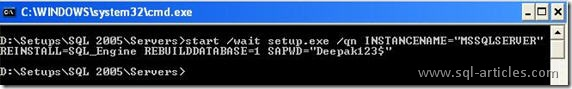 C:\WINDOWS\system32\cmd.exe
D:\Setups\SQL 2005\Servers>start /wait setup.exe /qn INSTANCENAME="MSSQLSERVER"
REINSTALL=SQL_Engine REBUILDDATABASE=1 SAPWD="Deepak123$"
D:\Setups\SQL 2005\Servers>
www.sql-articles.com